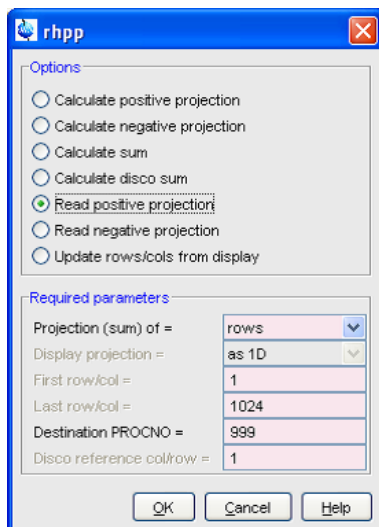 rhpp
Options
Calculate positive projection
Calculate negative projection
Calculate sum
Calculate disco sum
Read positive projection
Read negative projection
Update rows/cols from display
Required parameters
Projection (sum) of = rows
Display projection = as 1D
First row/col = 1
Last row/col = 1024
Destination PROCNO = 999
Disco reference col/row = 1
OK Cancel Help